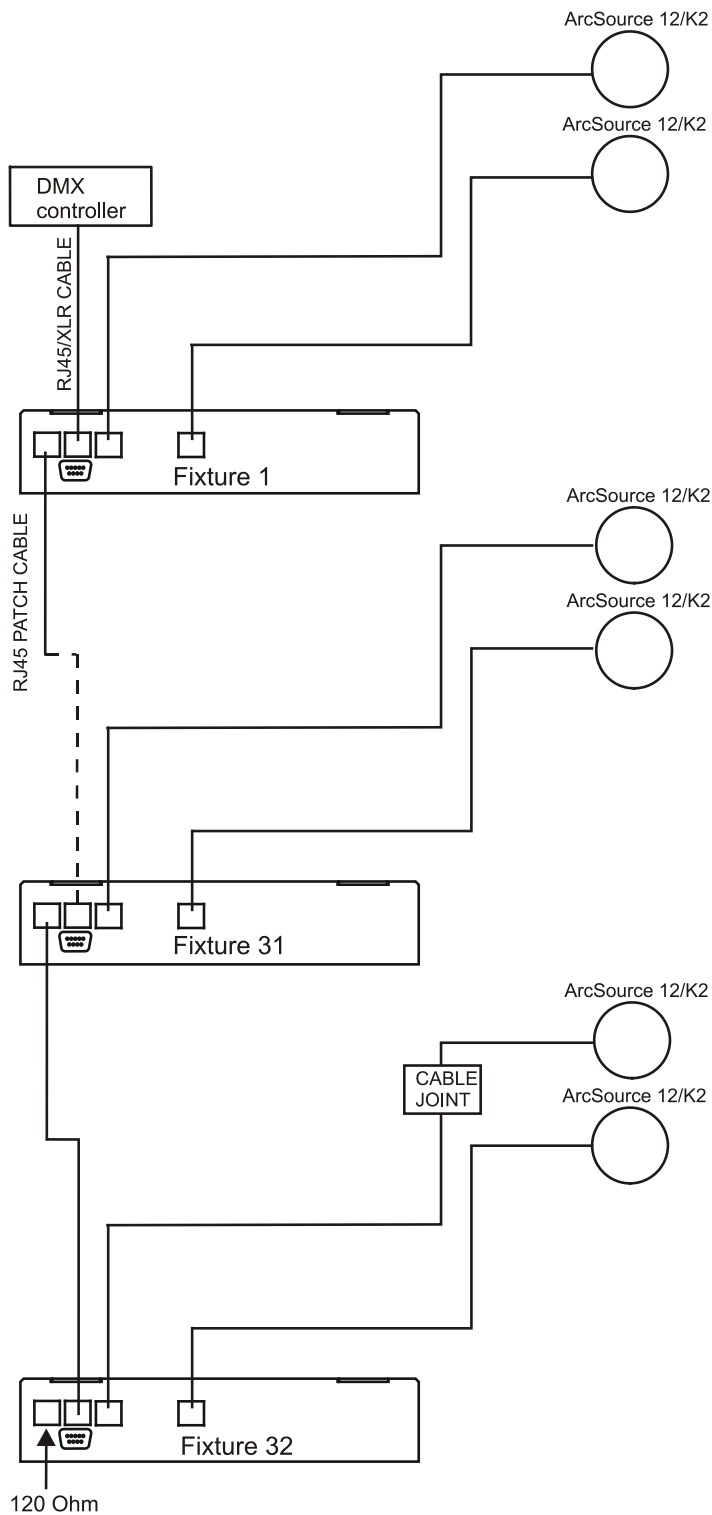 ArcSource 12/K2
ArcSource 12/K2
DMX
controller
RJ45/XLR CABLE
Fixture 1
RJ45 PATCH CABLE
ArcSource 12/K2
ArcSource 12/K2
Fixture 31
ArcSource 12/K2
CABLE
JOINT
ArcSource 12/K2
Fixture 32
120 Ohm